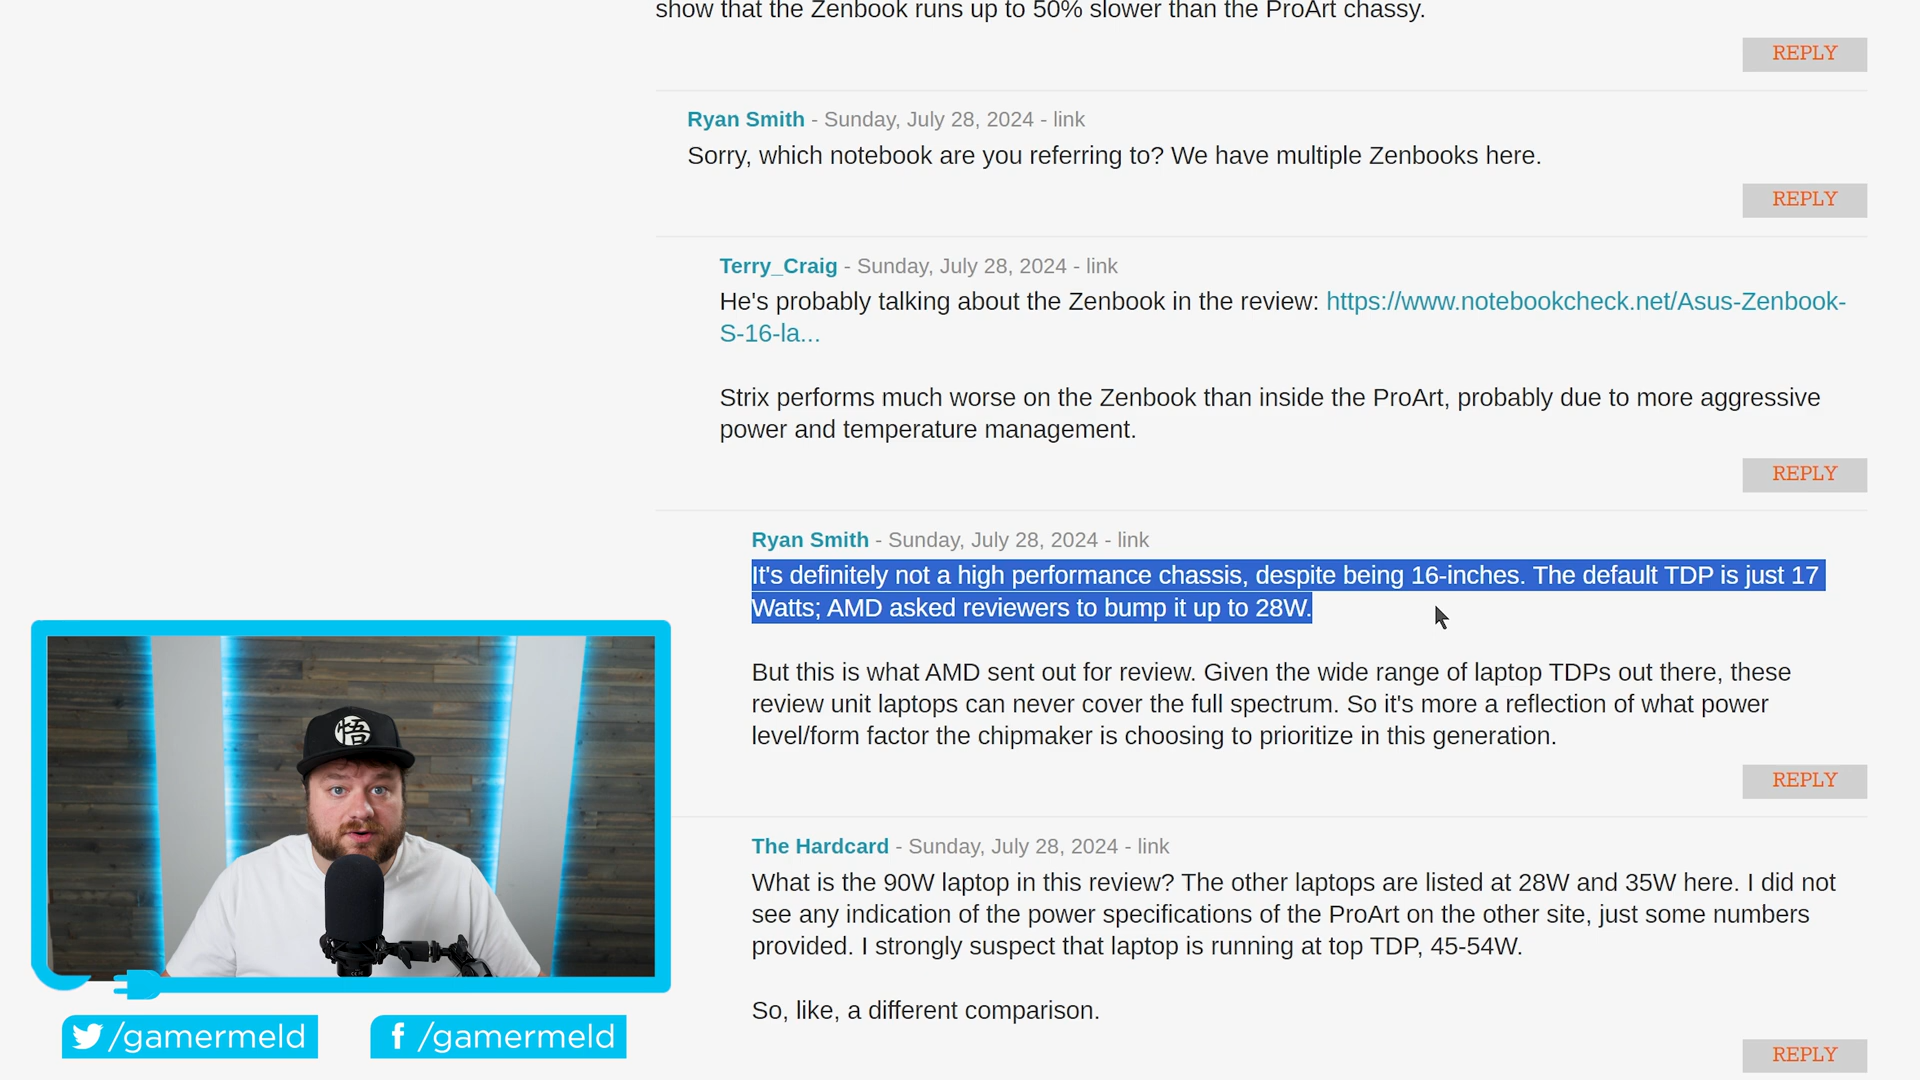 show that the Zenbook runs up to 50% slower than the ProArt chassy.
REPLY
Ryan Smith - Sunday, July 28, 2024 - link
Sorry, which notebook are you referring to? We have multiple Zenbooks here.
REPLY
Terry_Craig - Sunday, July 28, 2024 - link
He's probably talking about the Zenbook in the review: https://www.notebookcheck.net/Asus-Zenbook-
S-16-la...
Strix performs much worse on the Zenbook than inside the ProArt, probably due to more aggressive
power and temperature management.
REPLY
Ryan Smith - Sunday, July 28, 2024 - link
It's definitely not a high performance chassis, despite being 16-inches. The default TDP is just 17
Watts; AMD asked reviewers to bump it up to 28W.
But this is what AMD sent out for review. Given the wide range of laptop TDPs out there, these
review unit laptops can never cover the full spectrum. So it's more a reflection of what power
level/form factor the chipmaker is choosing to prioritize in this generation.
REPLY
The Hardcard - Sunday, July 28, 2024 - link
What is the 90W laptop in this review? The other laptops are listed at 28W and 35W here. I did not
see any indication of the power specifications of the ProArt on the other site, just some numbers
provided. I strongly suspect that laptop is running at top TDP, 45-54W.
So, like, a different comparison.
REPLY
悟
/gamermeld
f /gamermeld